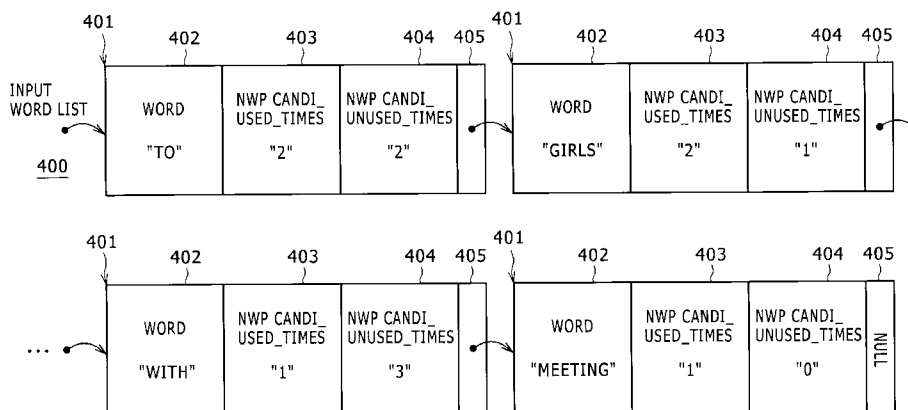 401 402 403 404 405 401 402 403 404 405
INPUT
WORD LIST
400
WORD
"TO"
NWP CANDI_
USED_TIMES
"2"
NWP CANDI_
UNUSED_TIMES
"2"
WORD
"GIRLS"
NWP CANDI_
USED_TIMES
"2"
NWP CANDI_
UNUSED_TIMES
"1"
401 402 403 404 405 401 402 403 404 405
...
WORD
"WITH"
NWP CANDI_
USED_TIMES
"1"
NWP CANDI_
UNUSED_TIMES
"3"
WORD
"MEETING"
NWP CANDI_
USED_TIMES
"1"
NWP CANDI_
UNUSED_TIMES
"0"
NULL